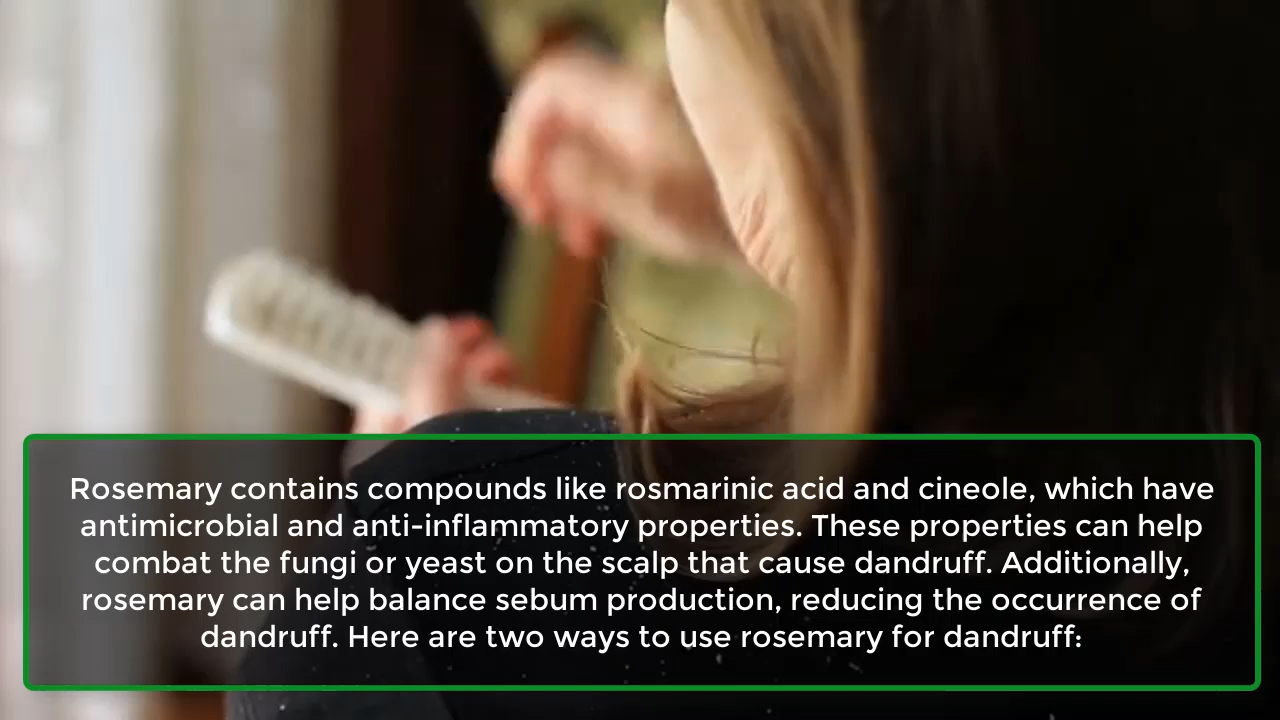 Rosemary contains compounds like rosmarinic acid and cineole, which have
antimicrobial and anti-inflammatory properties. These properties can help
combat the fungi or yeast on the scalp that cause dandruff. Additionally,
rosemary can help balance sebum production, reducing the occurrence of
dandruff. Here are two ways to use rosemary for dandruff: